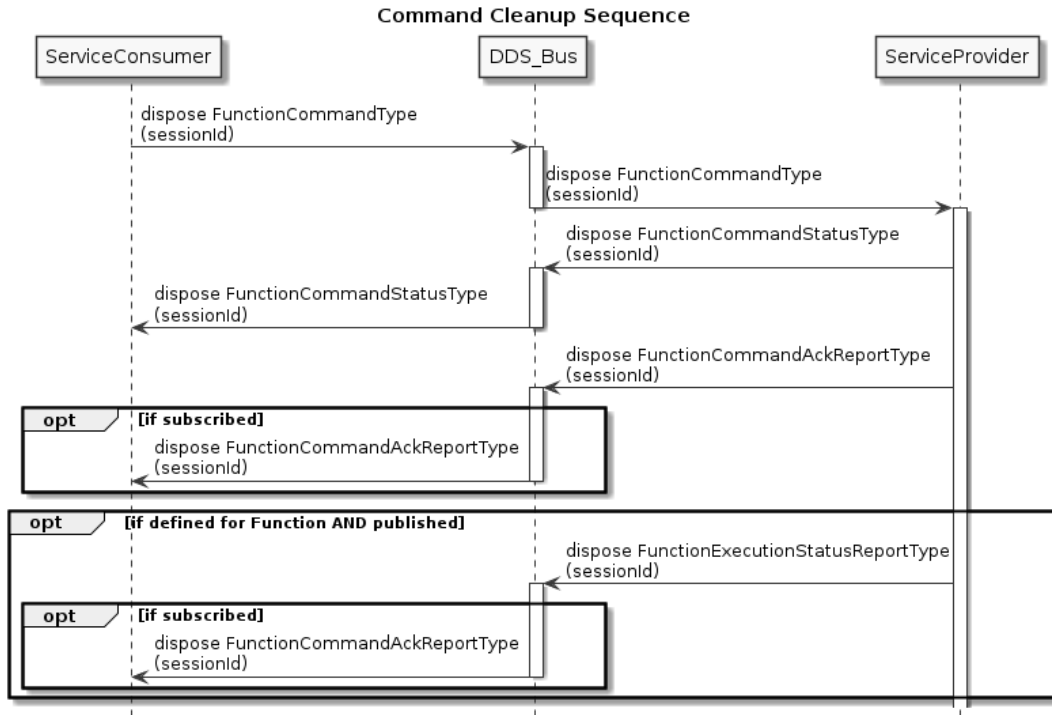 Command Cleanup Sequence
ServiceConsumer
DDS_Bus
ServiceProvider
dispose FunctionCommandType
(sessionId)
dispose FunctionCommandType
(sessionId)
dispose FunctionCommandStatusType
(sessionId)
dispose FunctionCommandStatusType
(sessionId)
dispose FunctionCommandAckReportType
(sessionId)
opt
[if subscribed]
dispose FunctionCommandAckReportType
(sessionId)
opt
[if defined for Function AND published]
dispose FunctionExecutionStatusReportType
(sessionId)
opt
[if subscribed]
dispose FunctionCommandAckReportType
(sessionId)